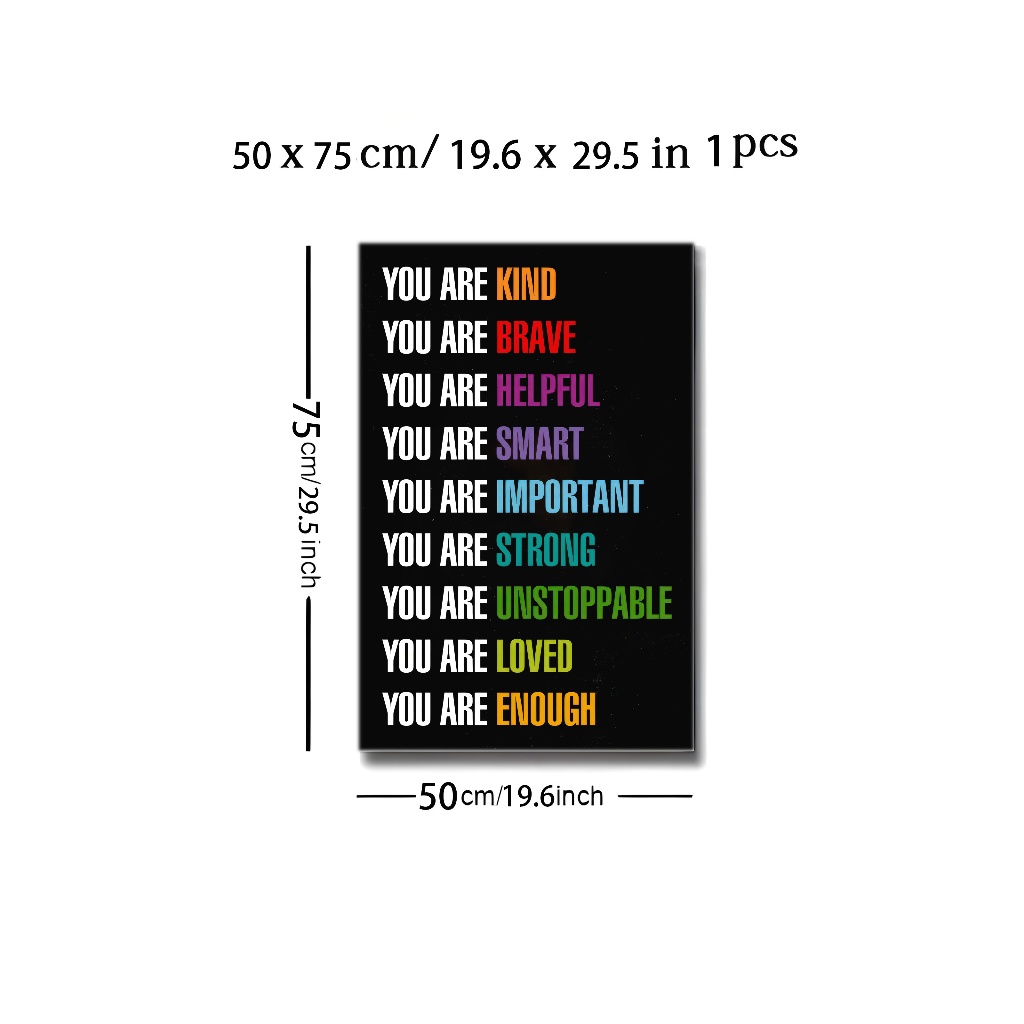 50 x 75 cm/ 19.6 x 29.5 in 1 pcs
YOU ARE KIND
YOU ARE BRAVE
YOU ARE HELPFUL
YOU ARE SMART
YOU ARE IMPORTANT
YOU ARE STRONG
YOU ARE UNSTOPPABLE
YOU ARE LOVED
YOU ARE ENOUGH
75cm/29.5inch
50cm/19.6inch